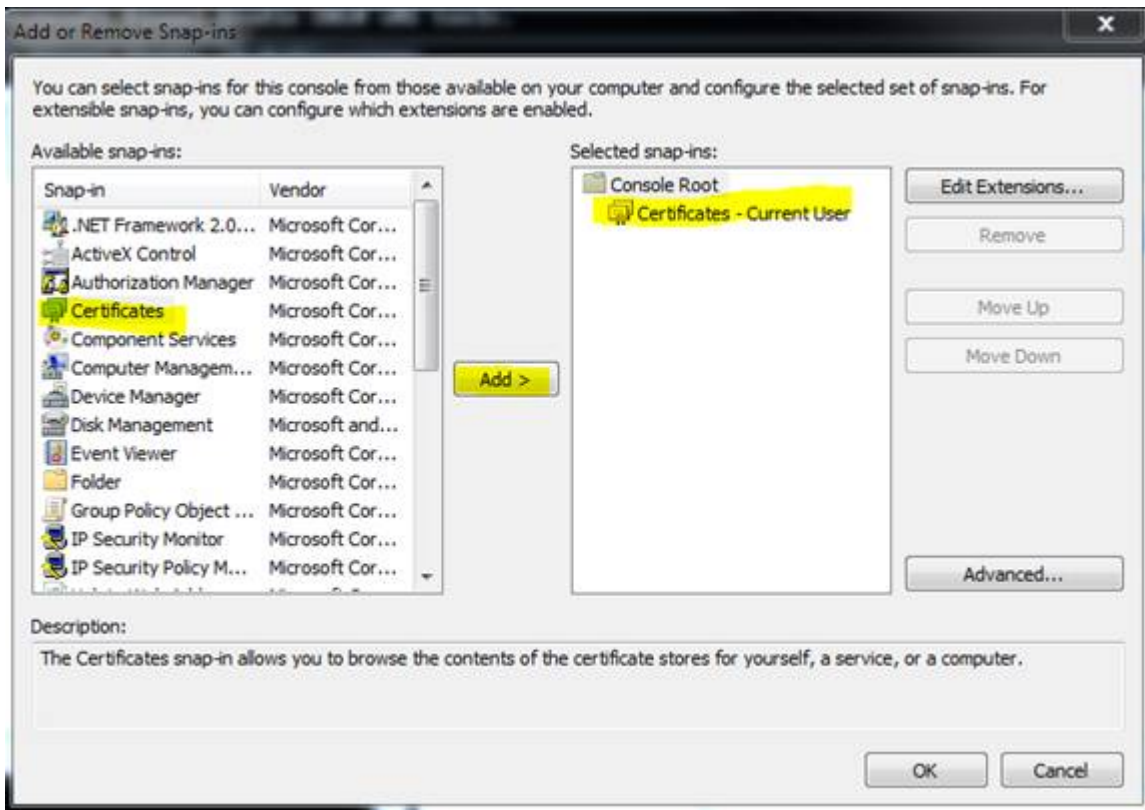 Add or Remove Snap-ins
You can select snap-ins for this console from those available on your computer and configure the selected set of snap-ins. For
extensible snap-ins, you can configure which extensions are enabled.
Available snap-ins:
Snap-in Vendor
.NET Framework 2.0... Microsoft Cor...
ActiveX Control Microsoft Cor...
Authorization Manager Microsoft Cor...
Certificates Microsoft Cor...
Component Services Microsoft Cor...
Computer Managem... Microsoft Cor...
Device Manager Microsoft Cor...
Disk Management Microsoft and...
Event Viewer Microsoft Cor...
Folder Microsoft Cor...
Group Policy Object ... Microsoft Cor...
IP Security Monitor Microsoft Cor...
IP Security Policy M... Microsoft Cor...
Add >
Selected snap-ins:
Console Root
Certificates - Current User
Edit Extensions...
Remove
Move Up
Move Down
Advanced...
Description:
The Certificates snap-in allows you to browse the contents of the certificate stores for yourself, a service, or a computer.
OK Cancel